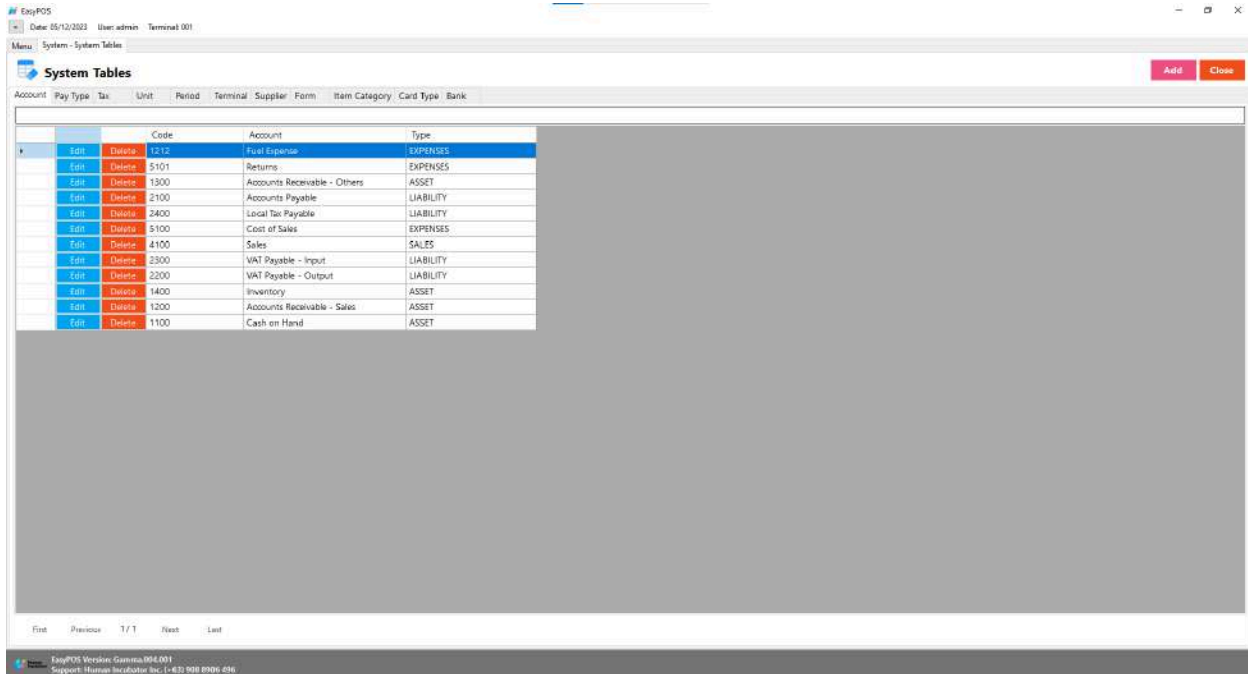 EasyPOS
Date: 05/12/2023 User: admin Terminal: 001
Menu System - System Tables
System Tables Add Close
Account Pay Type Tax Unit Period Terminal Supplier Form Item Category Card Type Bank
Code Account Type
Edit Delete 1212 Fuel Expense EXPENSES
Edit Delete 5101 Returns EXPENSES
Edit Delete 1300 Accounts Receivable - Others ASSET
Edit Delete 2100 Accounts Payable LIABILITY
Edit Delete 2400 Local Tax Payable LIABILITY
Edit Delete 5100 Cost of Sales EXPENSES
Edit Delete 4100 Sales SALES
Edit Delete 2300 VAT Payable - Input LIABILITY
Edit Delete 2200 VAT Payable - Output LIABILITY
Edit Delete 1400 Inventory ASSET
Edit Delete 1200 Accounts Receivable - Sales ASSET
Edit Delete 1100 Cash on Hand ASSET
First Previous 1 / 1 Next Last
EasyPOS Version: Gamma.004.001
Support: Human Incubator Inc. (+63) 908 8906 496